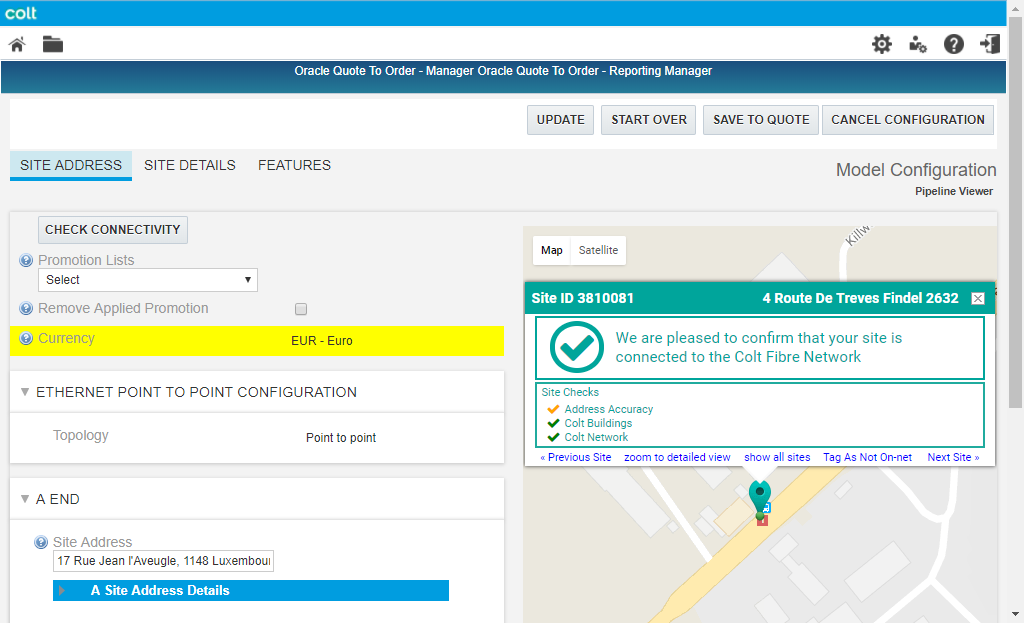 colt
Oracle Quote To Order - Manager Oracle Quote To Order - Reporting Manager
UPDATE START OVER SAVE TO QUOTE CANCEL CONFIGURATION
SITE ADDRESS SITE DETAILS FEATURES
Model Configuration
Pipeline Viewer
CHECK CONNECTIVITY
Promotion Lists
Select
Remove Applied Promotion
Currency EUR - Euro
ETHERNET POINT TO POINT CONFIGURATION
Topology Point to point
A END
Site Address
17 Rue Jean l'Aveugle, 1148 Luxembour
A Site Address Details
Map Satellite
Killw
Site ID 3810081 4 Route De Treves Findel 2632
We are pleased to confirm that your site is
connected to the Colt Fibre Network
Site Checks
Address Accuracy
Colt Buildings
Colt Network
« Previous Site zoom to detailed view show all sites Tag As Not On-net Next Site »